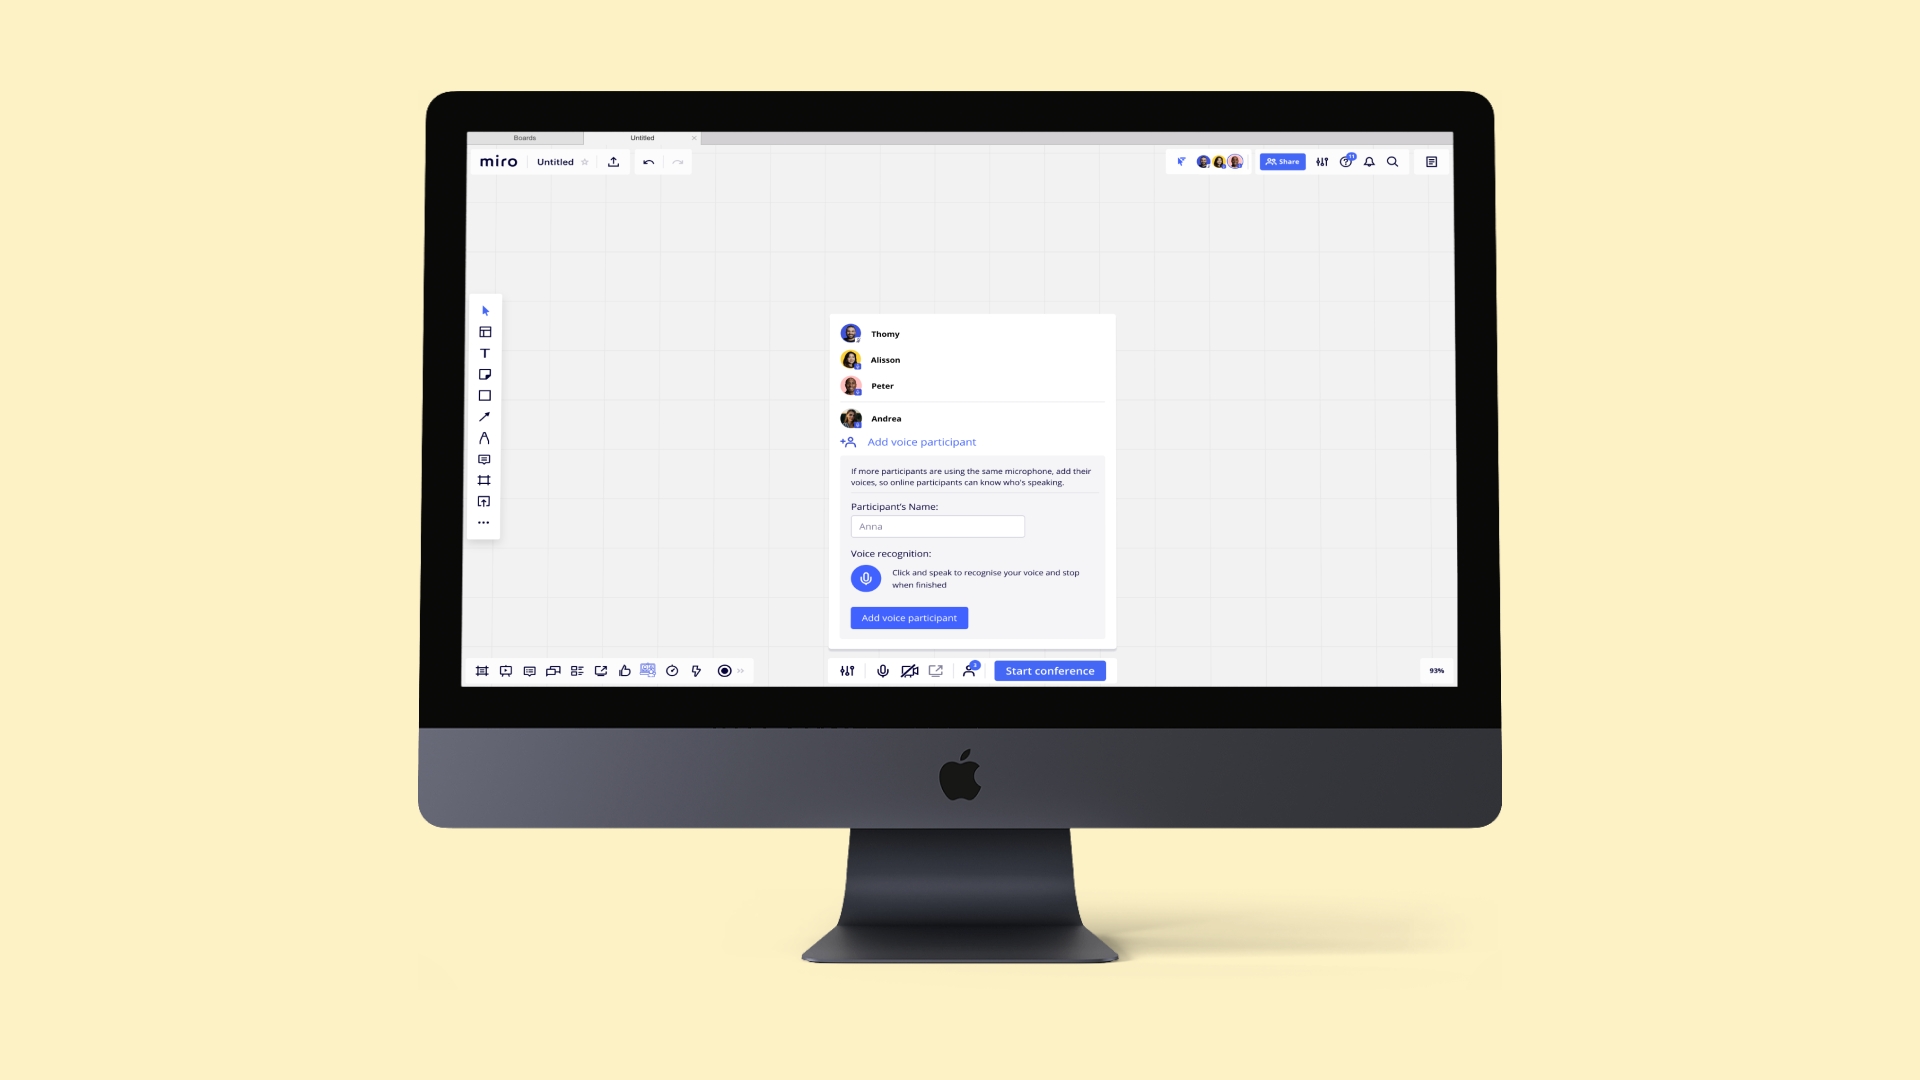 Boards
Untitled
miro
Untitled
Share
11
Thomy
Alisson
Peter
Andrea
Add voice participant
If more participants are using the same microphone, add their
voices, so online participants can know who's speaking.
Participant's Name:
Anna
Voice recognition:
Click and speak to recognise your voice and stop
when finished
Add voice participant
3
Start conference
93%